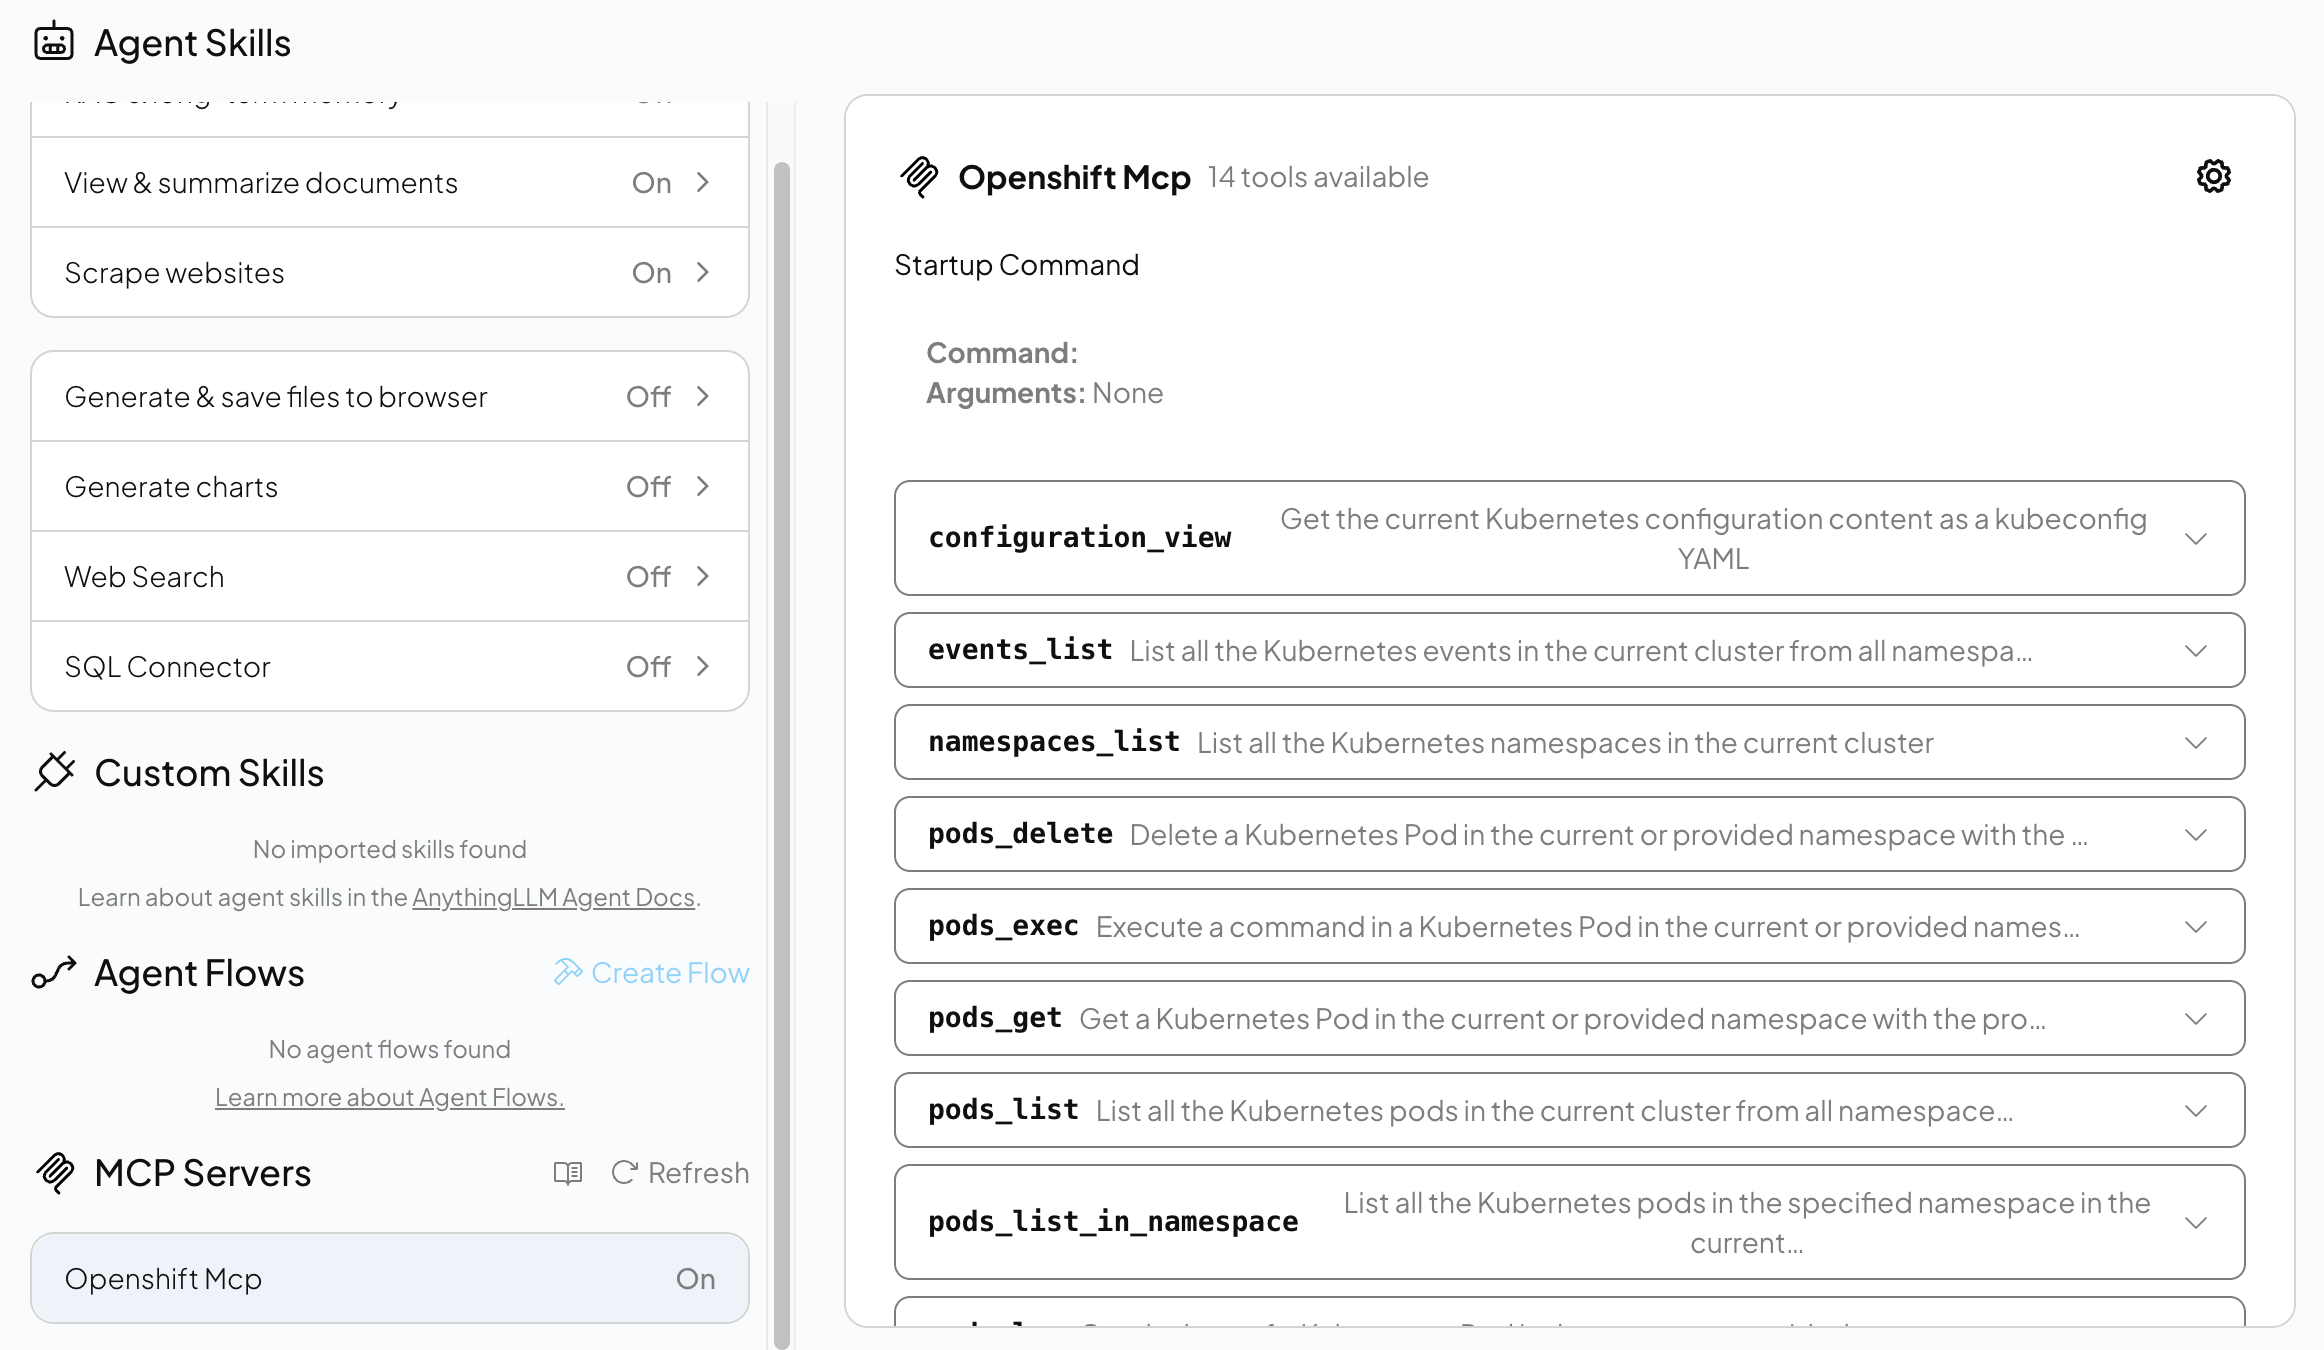 Agent Skills
View & summarize documents On
Scrape websites On
Generate & save files to browser Off
Generate charts Off
Web Search Off
SQL Connector Off
Custom Skills
No imported skills found
Learn about agent skills in the AnythingLLM Agent Docs.
Agent Flows Create Flow
No agent flows found
Learn more about Agent Flows.
MCP Servers Refresh
Openshift Mcp On
Openshift Mcp 14 tools available
Startup Command
Command:
Arguments: None
configuration_view Get the current Kubernetes configuration content as a kubeconfig
YAML
events_list List all the Kubernetes events in the current cluster from all namespa...
namespaces_list List all the Kubernetes namespaces in the current cluster
pods_delete Delete a Kubernetes Pod in the current or provided namespace with the ...
pods_exec Execute a command in a Kubernetes Pod in the current or provided names...
pods_get Get a Kubernetes Pod in the current or provided namespace with the pro...
pods_list List all the Kubernetes pods in the current cluster from all namespace...
pods_list_in_namespace List all the Kubernetes pods in the specified namespace in the
current...